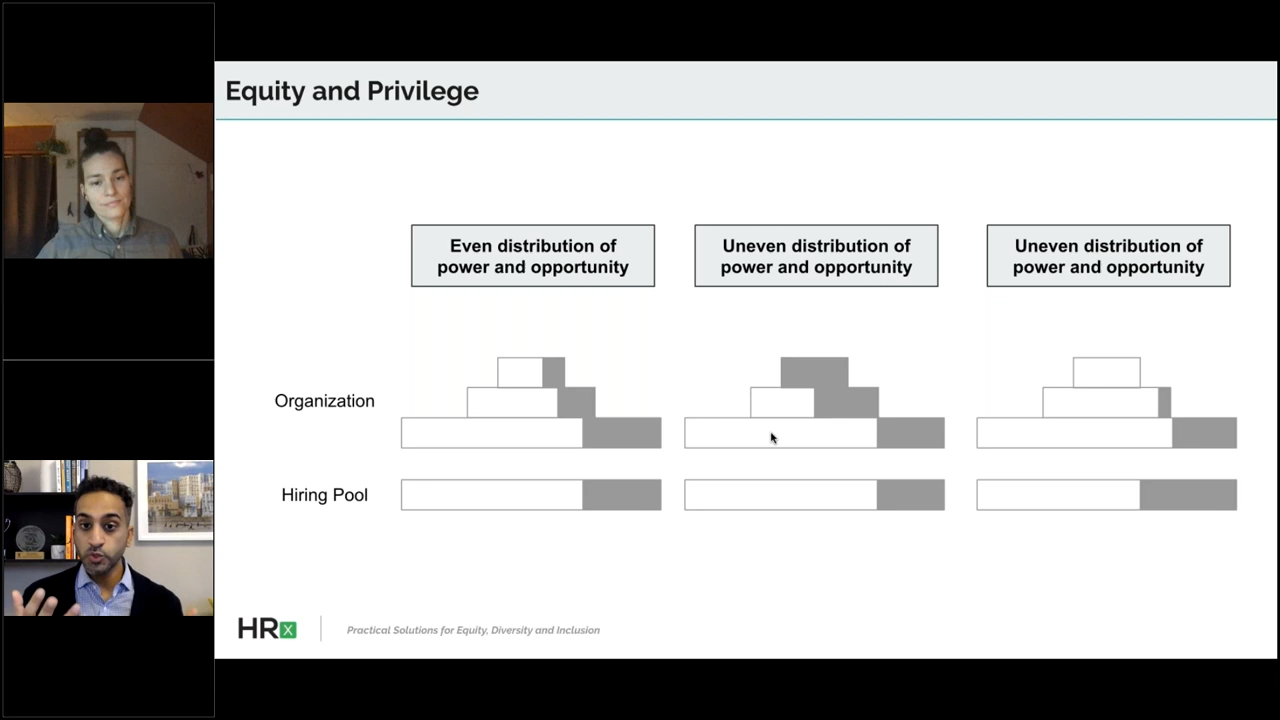 Equity and Privilege
Even distribution of
power and opportunity
Uneven distribution of
power and opportunity
Uneven distribution of
power and opportunity
Organization
Hiring Pool
HRx
Practical Solutions for Equity, Diversity and Inclusion